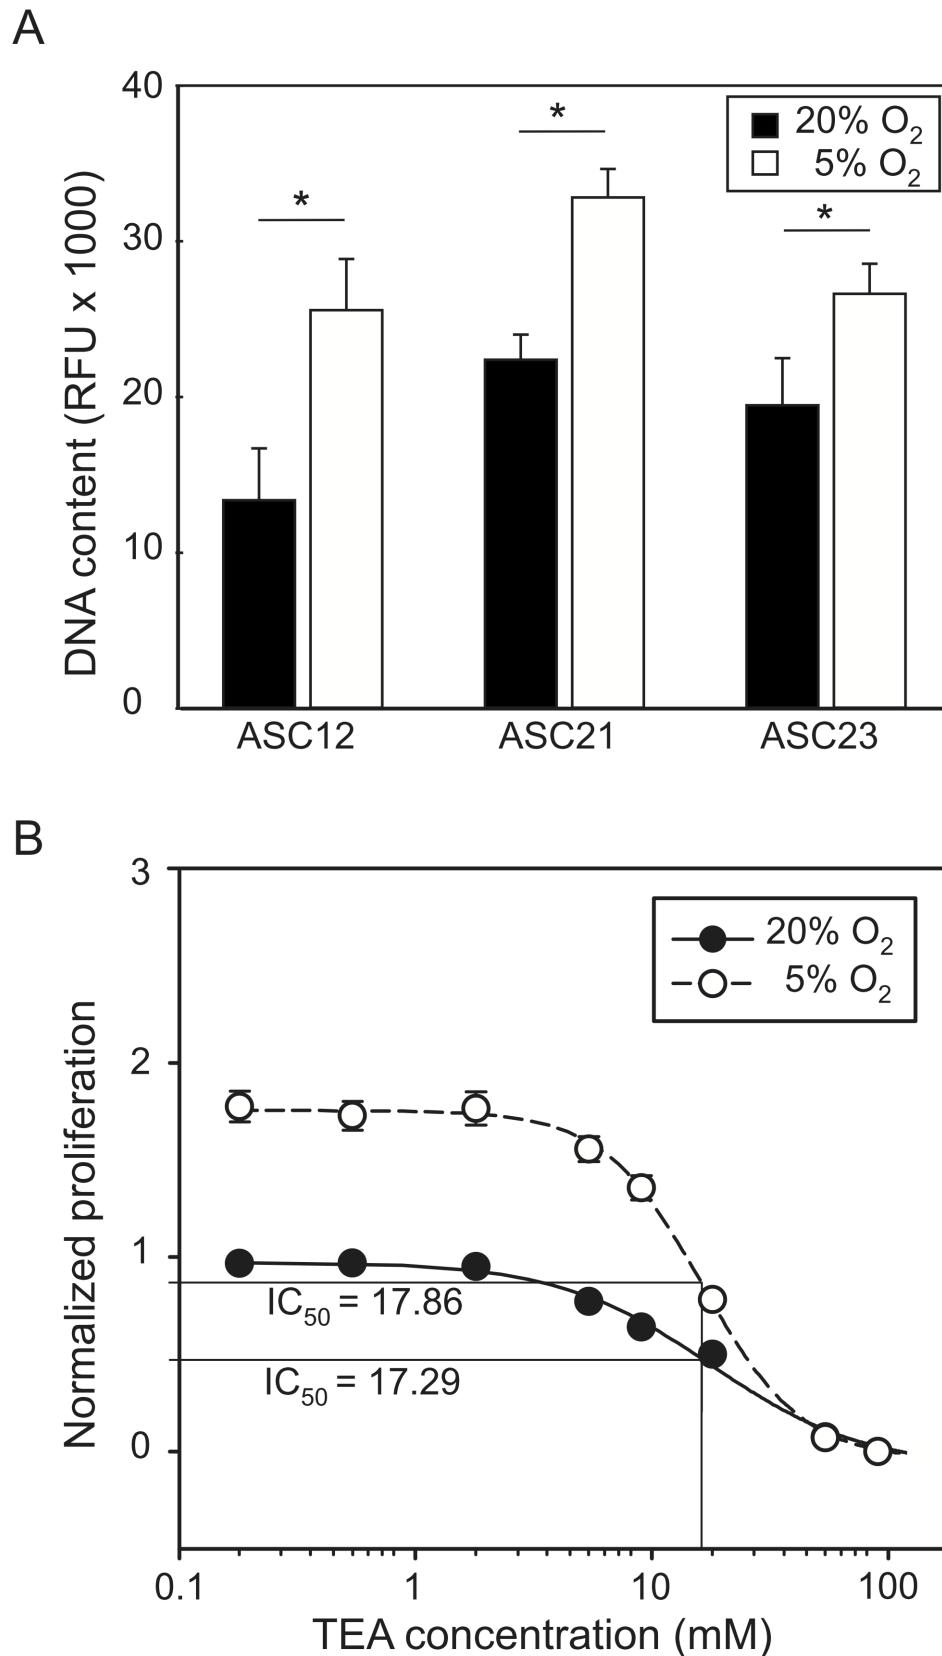 A
40
30
20
10
0
DNA content (RFU x 1000)
20% O2
5% O2
*
*
*
ASC12
ASC21
ASC23
B
3
2
1
0
Normalized proliferation
20% O2
5% O2
IC50 = 17.86
IC50 = 17.29
0.1
1
10
100
TEA concentration (mM)